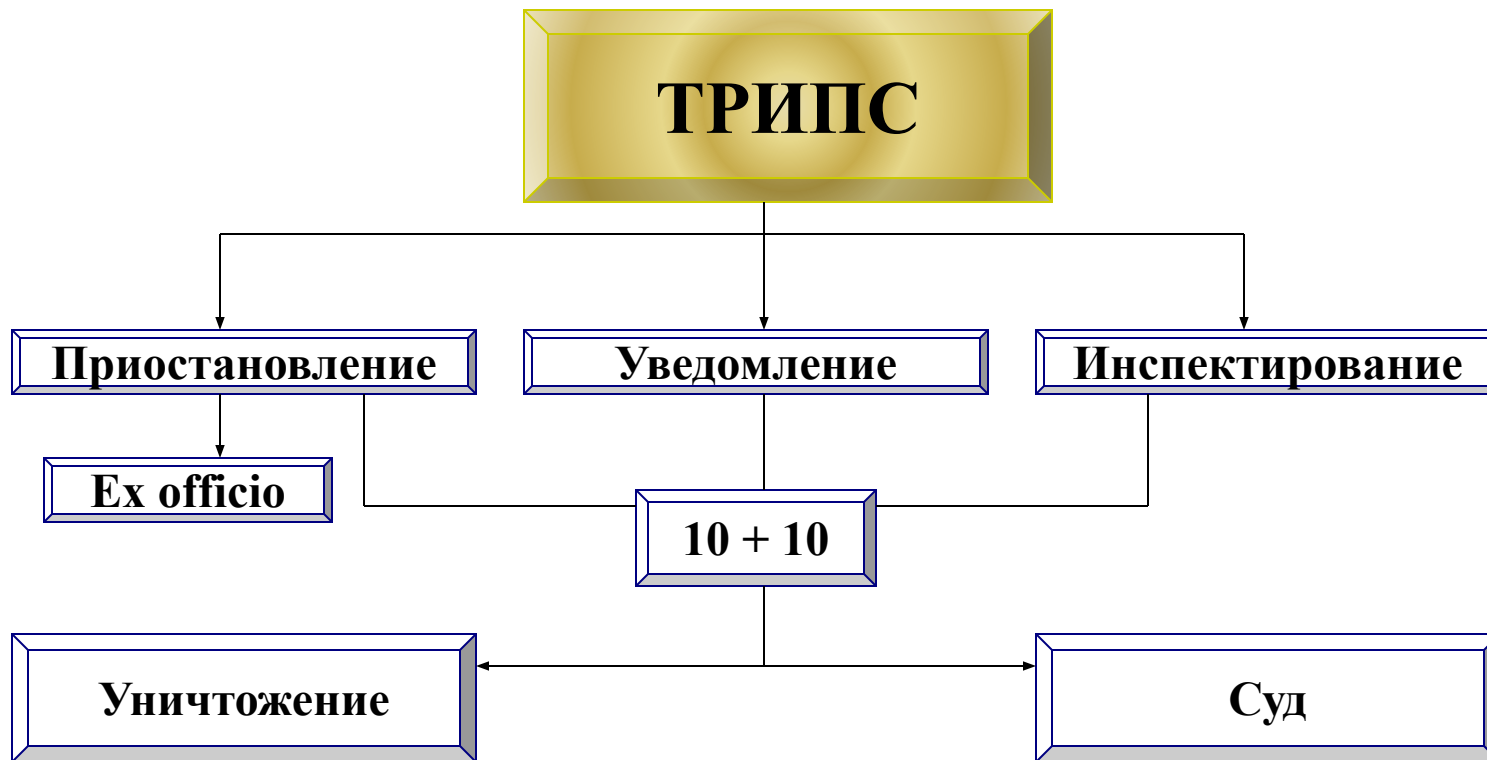 ТРИПС
Приостановление
Уведомление
Инспектирование
Ex officio
10 + 10
Уничтожение
Суд